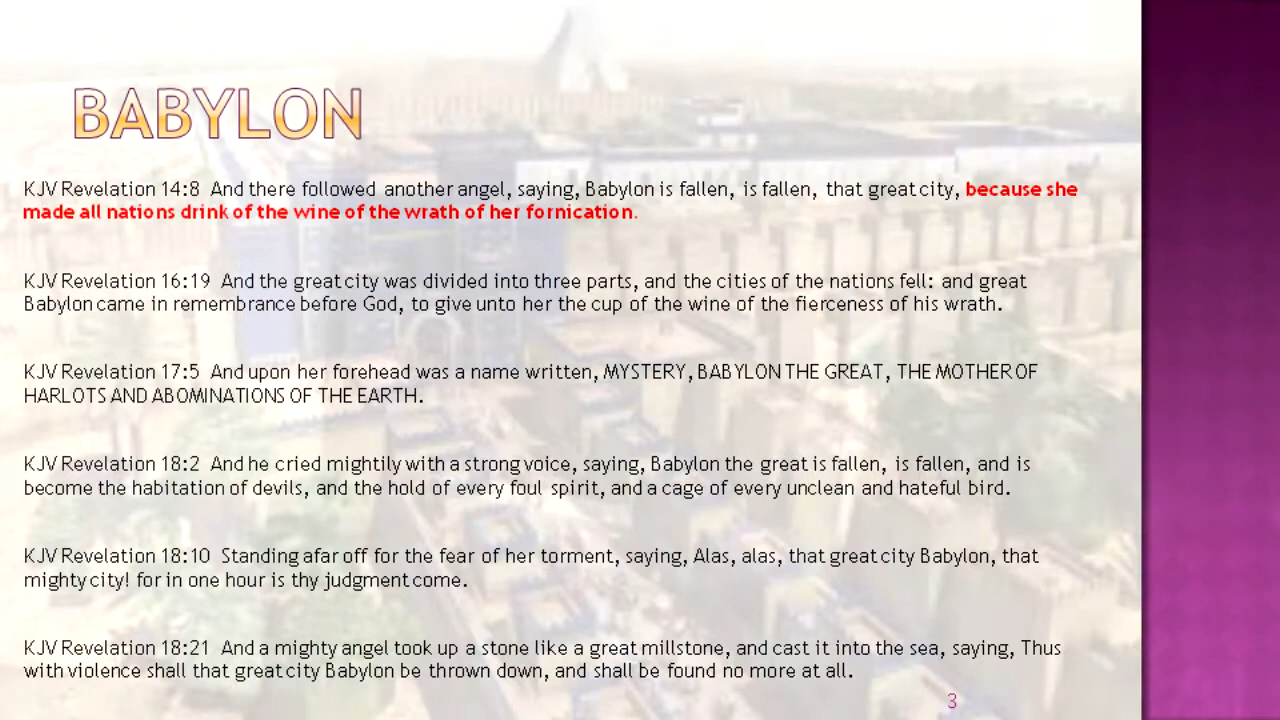 BABYLON
KJV Revelation 14:8 And there followed another angel, saying, Babylon is fallen, is fallen, that great city, because she
made all nations drink of the wine of the wrath of her fornication.
KJV Revelation 16:19 And the great city was divided into three parts, and the cities of the nations fell: and great
Babylon came in remembrance before God, to give unto her the cup of the wine of the fierceness of his wrath.
KJV Revelation 17:5 And upon her forehead was a name written, MYSTERY, BABYLON THE GREAT, THE MOTHER OF
HARLOTS AND ABOMINATIONS OF THE EARTH.
KJV Revelation 18:2 And he cried mightily with a strong voice, saying, Babylon the great is fallen, is fallen, and is
become the habitation of devils, and the hold of every foul spirit, and a cage of every unclean and hateful bird.
KJV Revelation 18:10 Standing afar off for the fear of her torment, saying, Alas, alas, that great city Babylon, that
mighty city! for in one hour is thy judgment come.
KJV Revelation 18:21 And a mighty angel took up a stone like a great millstone, and cast it into the sea, saying, Thus
with violence shall that great city Babylon be thrown down, and shall be found no more at all.
3